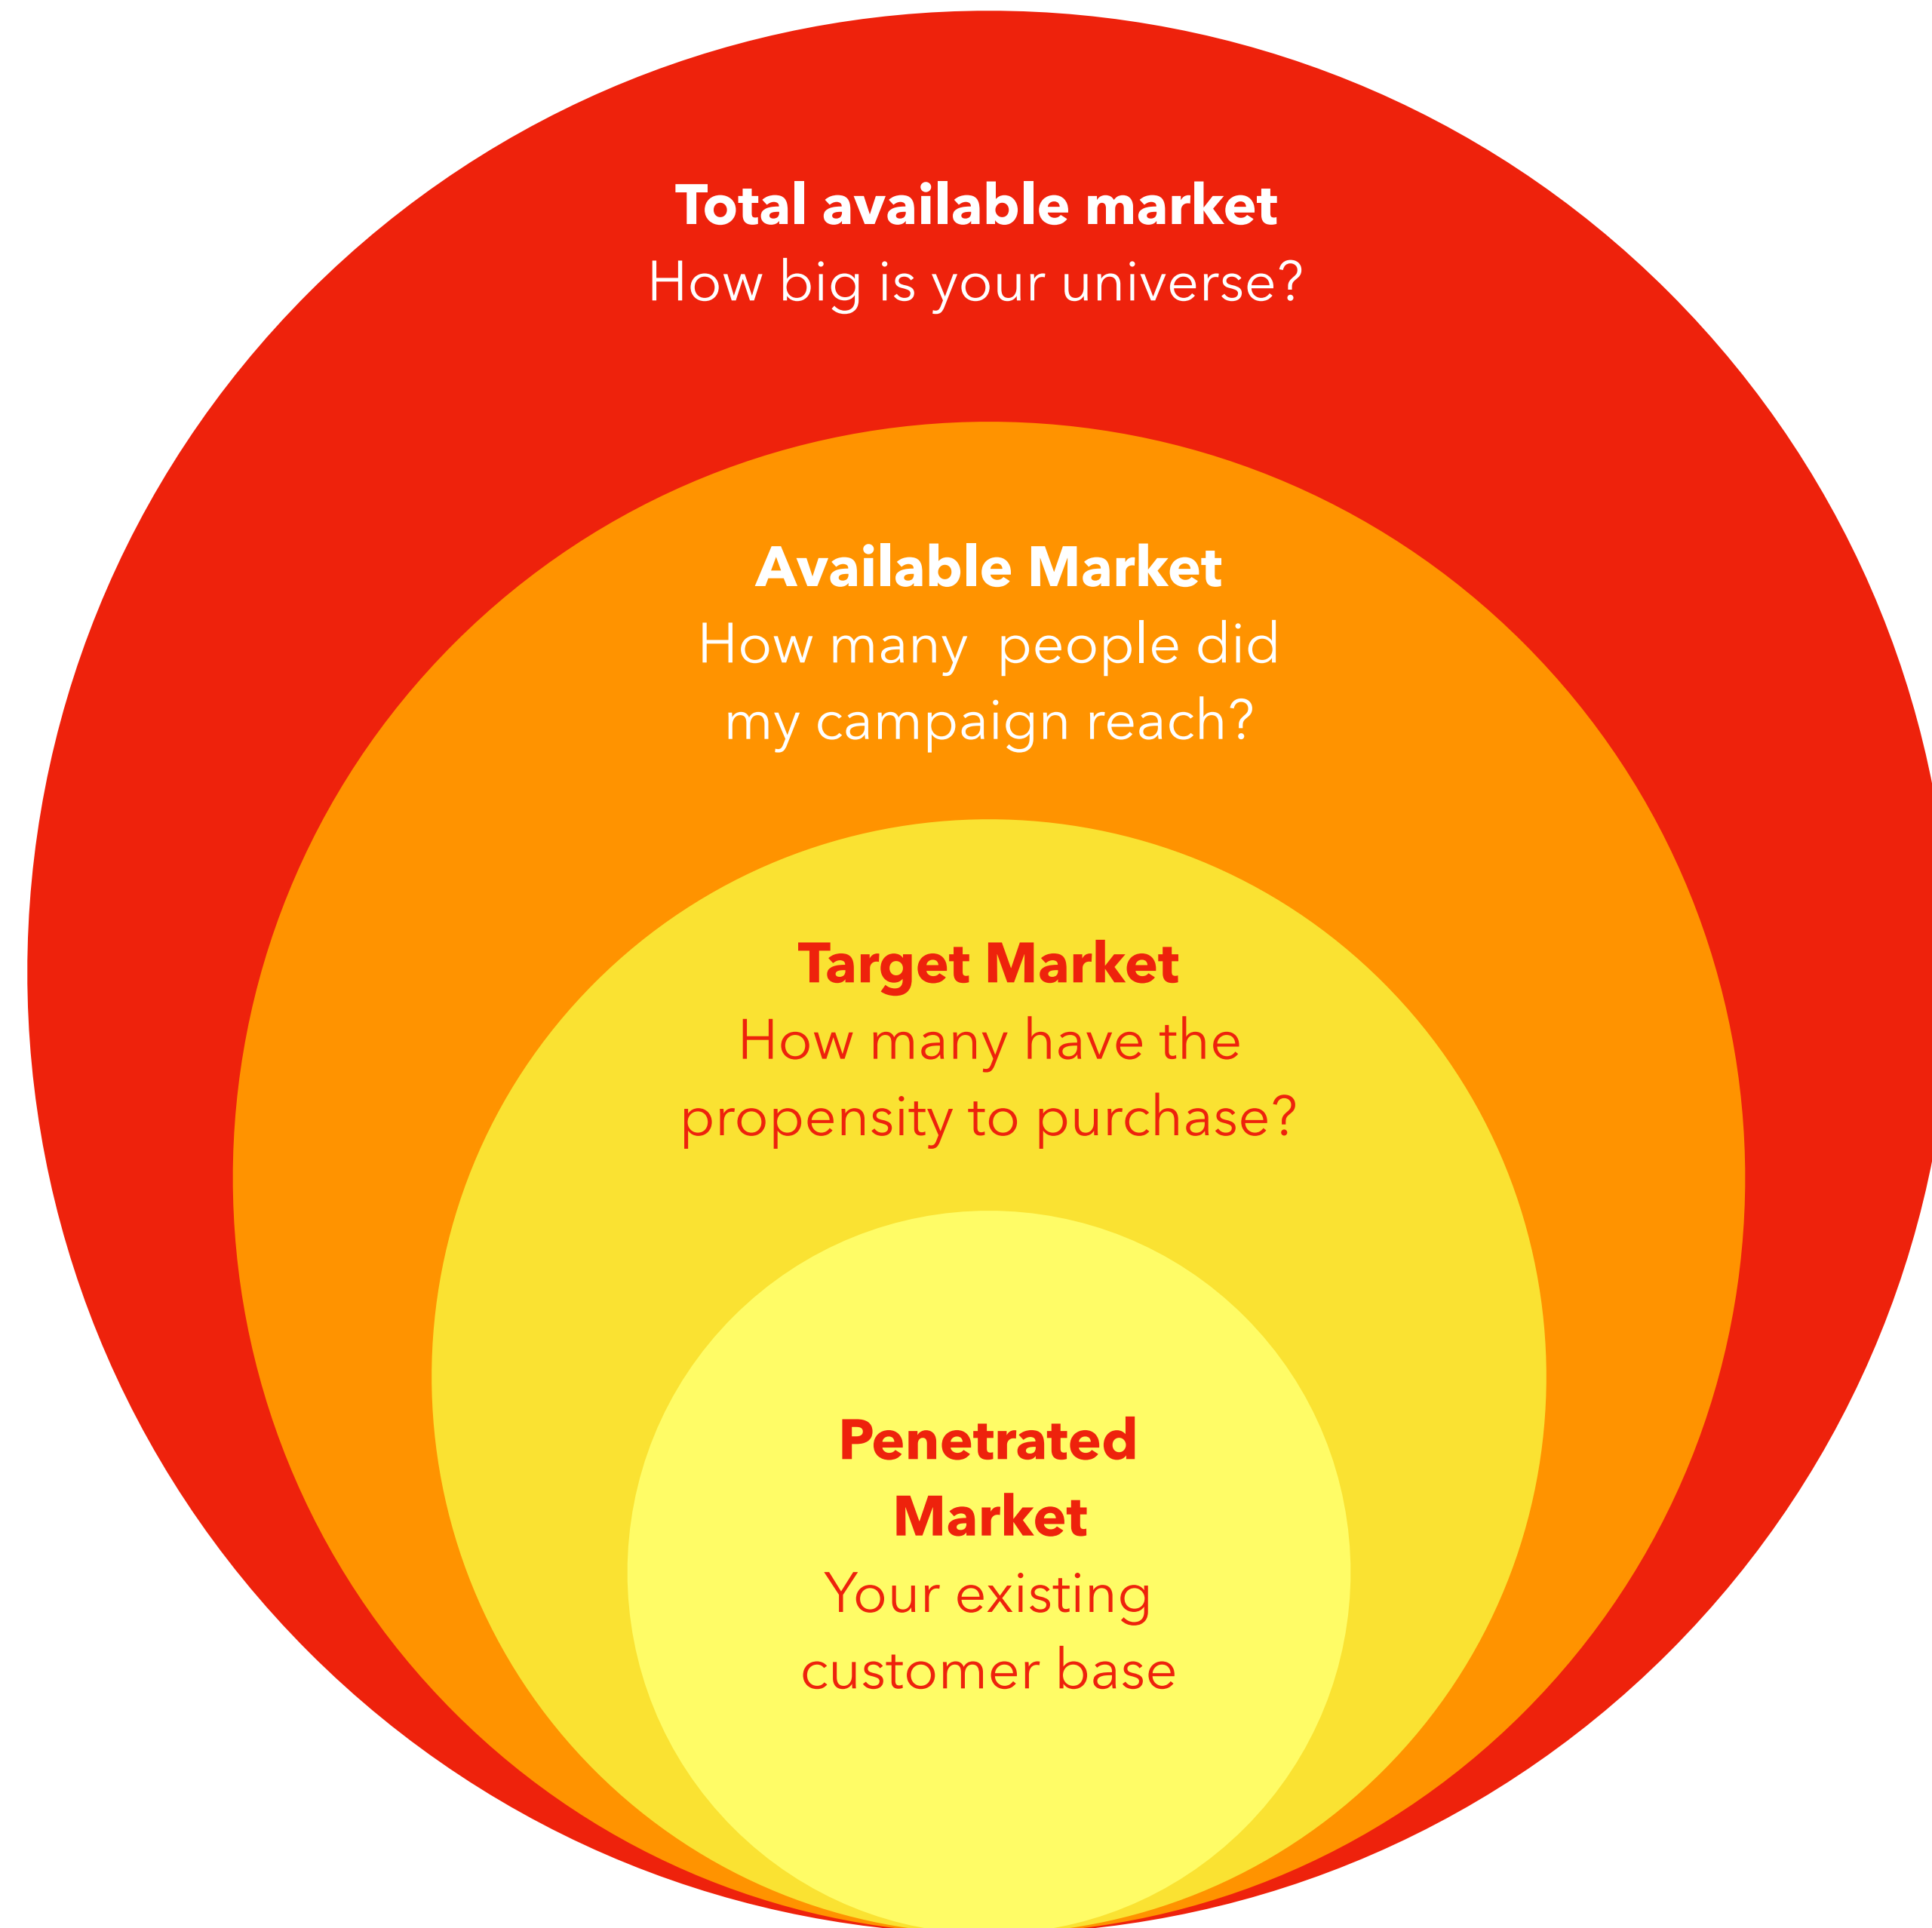 Total available market
How big is your universe?
Available Market
How many people did
my campaign reach?
Target Market
How many have the
propensity to purchase?
Penetrated
Market
Your existing
customer base